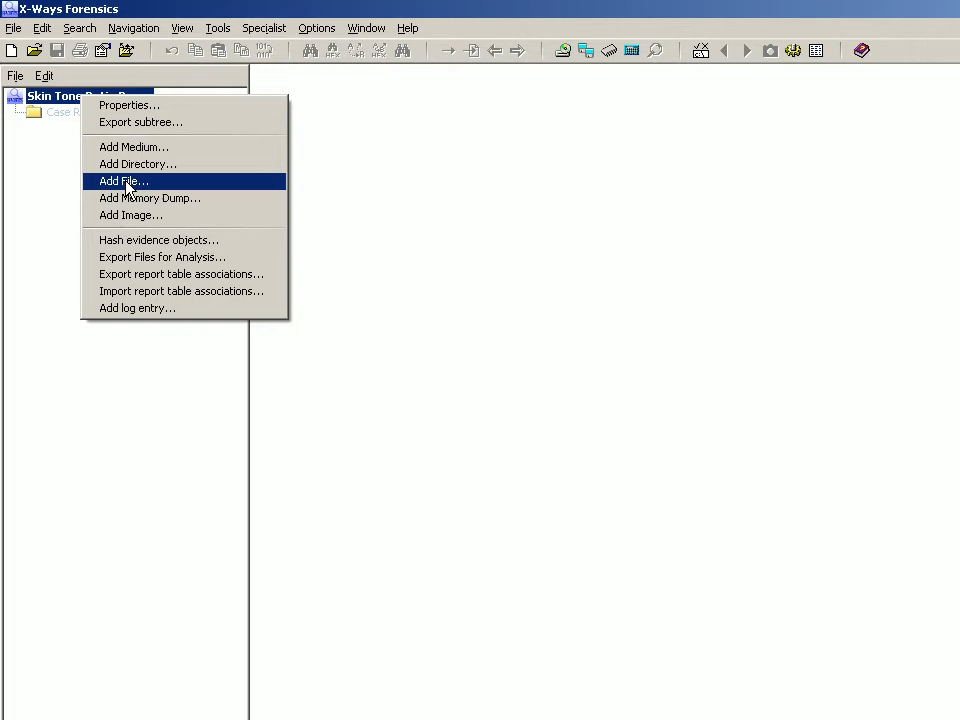 X-Ways Forensics
File Edit Search Navigation View Tools Specialist Options Window Help
File Edit
Skin Tone
Case R
Properties...
Export subtree...
Add Medium...
Add Directory...
Add File...
Add Memory Dump...
Add Image...
Hash evidence objects...
Export Files for Analysis...
Export report table associations...
Import report table associations...
Add log entry...